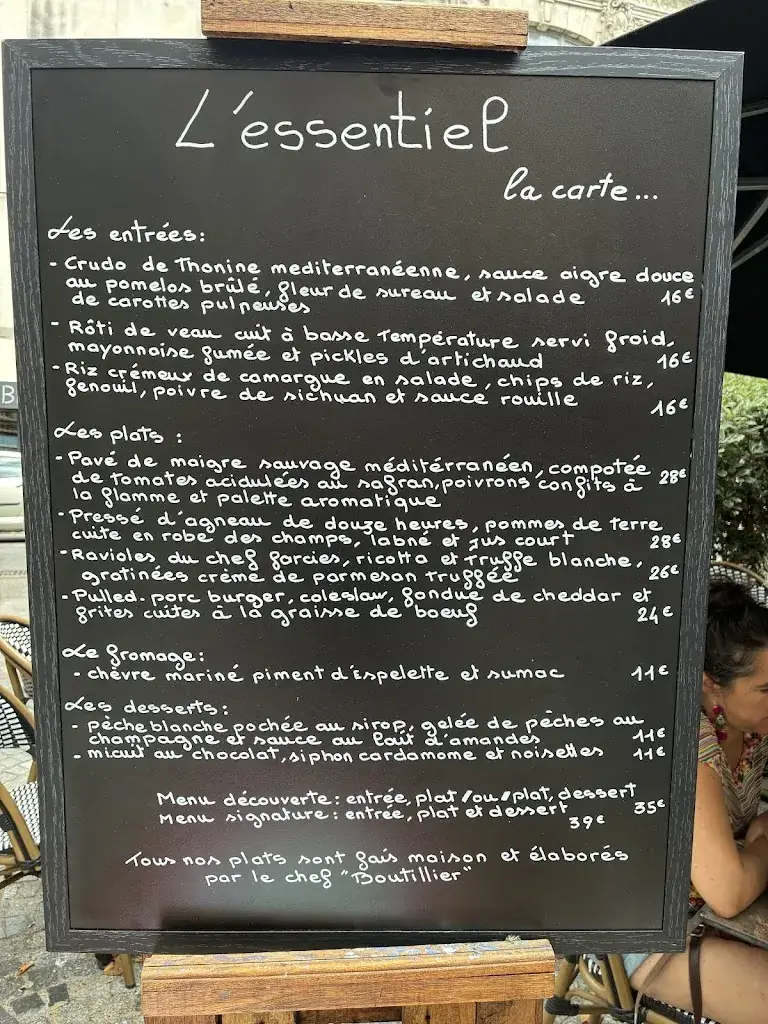 L'essentiel
la carte...
Les entrées:
- Crudo de Thonine mediterranéenne, sauce aigre douce
au pomelos brûlé, fleur de sureau et salade
de carottes pulpeuses 16€
- Rôti de veau cuit à basse température servi froid,
mayonnaise fumée et pickles d'artichaud 16€
- Riz crémeux de camargue en salade, chips de riz,
fenouil, poivre de sichuan et sauce rouille
16€
Les plats :
- Pavé de maigre sauvage méditérranéen, compotée
de tomates acidulées au safran, poivrons confits à 28€
la flamme et palette aromatique
- Pressé d'agneau de douze heures, pommes de terre
cuite en robe des champs, labné et jus court 28€
- Ravioles du chef farcies, ricotta et truffe blanche,
gratinées crème de parmesan truffée 26€
- Pulled-porc burger, coleslaw, fondue de cheddar et
frites cuites à la graisse de boeuf 24€
Le fromage:
- chèvre mariné piment d'Espelette et sumac 11€
Les desserts:
- pèche blanche pochée au sirop, gelée de pèches au
champagne et sauce au lait d'amandes 11€
- micuit au chocolat, siphon cardamome et noisettes 11€
Menu découverte: entrée, plat /ou/ plat, dessert 35€
Menu signature: entrée, plat et dessert 39€
Tous nos plats sont fais maison et élaborés
par le chef "Boutillier"
B